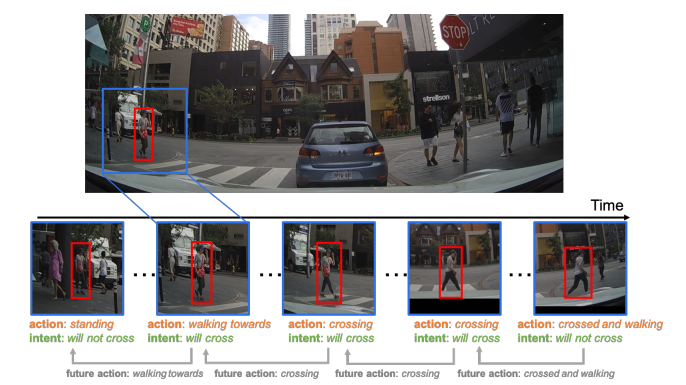 STOP
strellson
Time
action: standing
intent: will not cross
action: walking towards
intent: will cross
action: crossing
intent: will cross
action: crossing
intent: will cross
action: crossed and walking
intent: will not cross
future action: walking towards
future action: crossing
future action: crossing
future action: crossed and walking